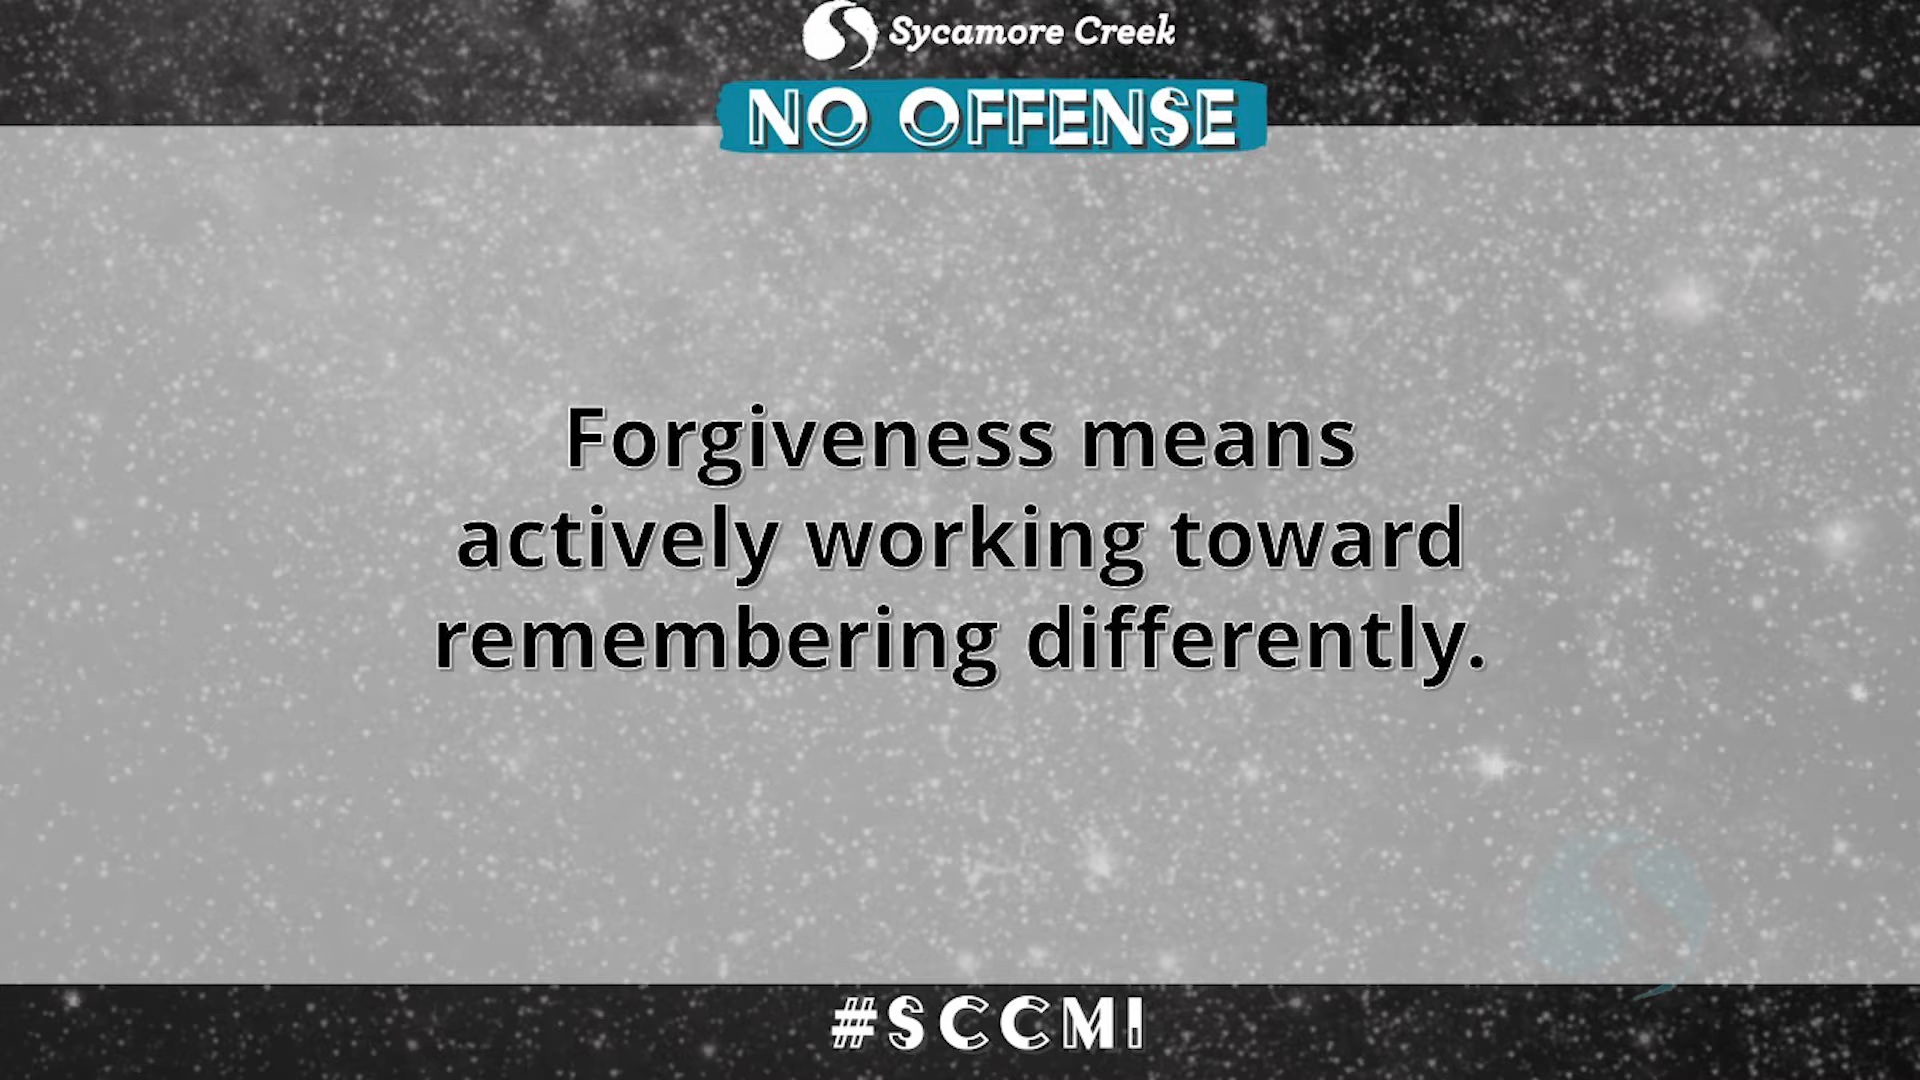 Sycamore Creek
NO OFFENSE
Forgiveness means
actively working toward
remembering differently.
#SCCMI